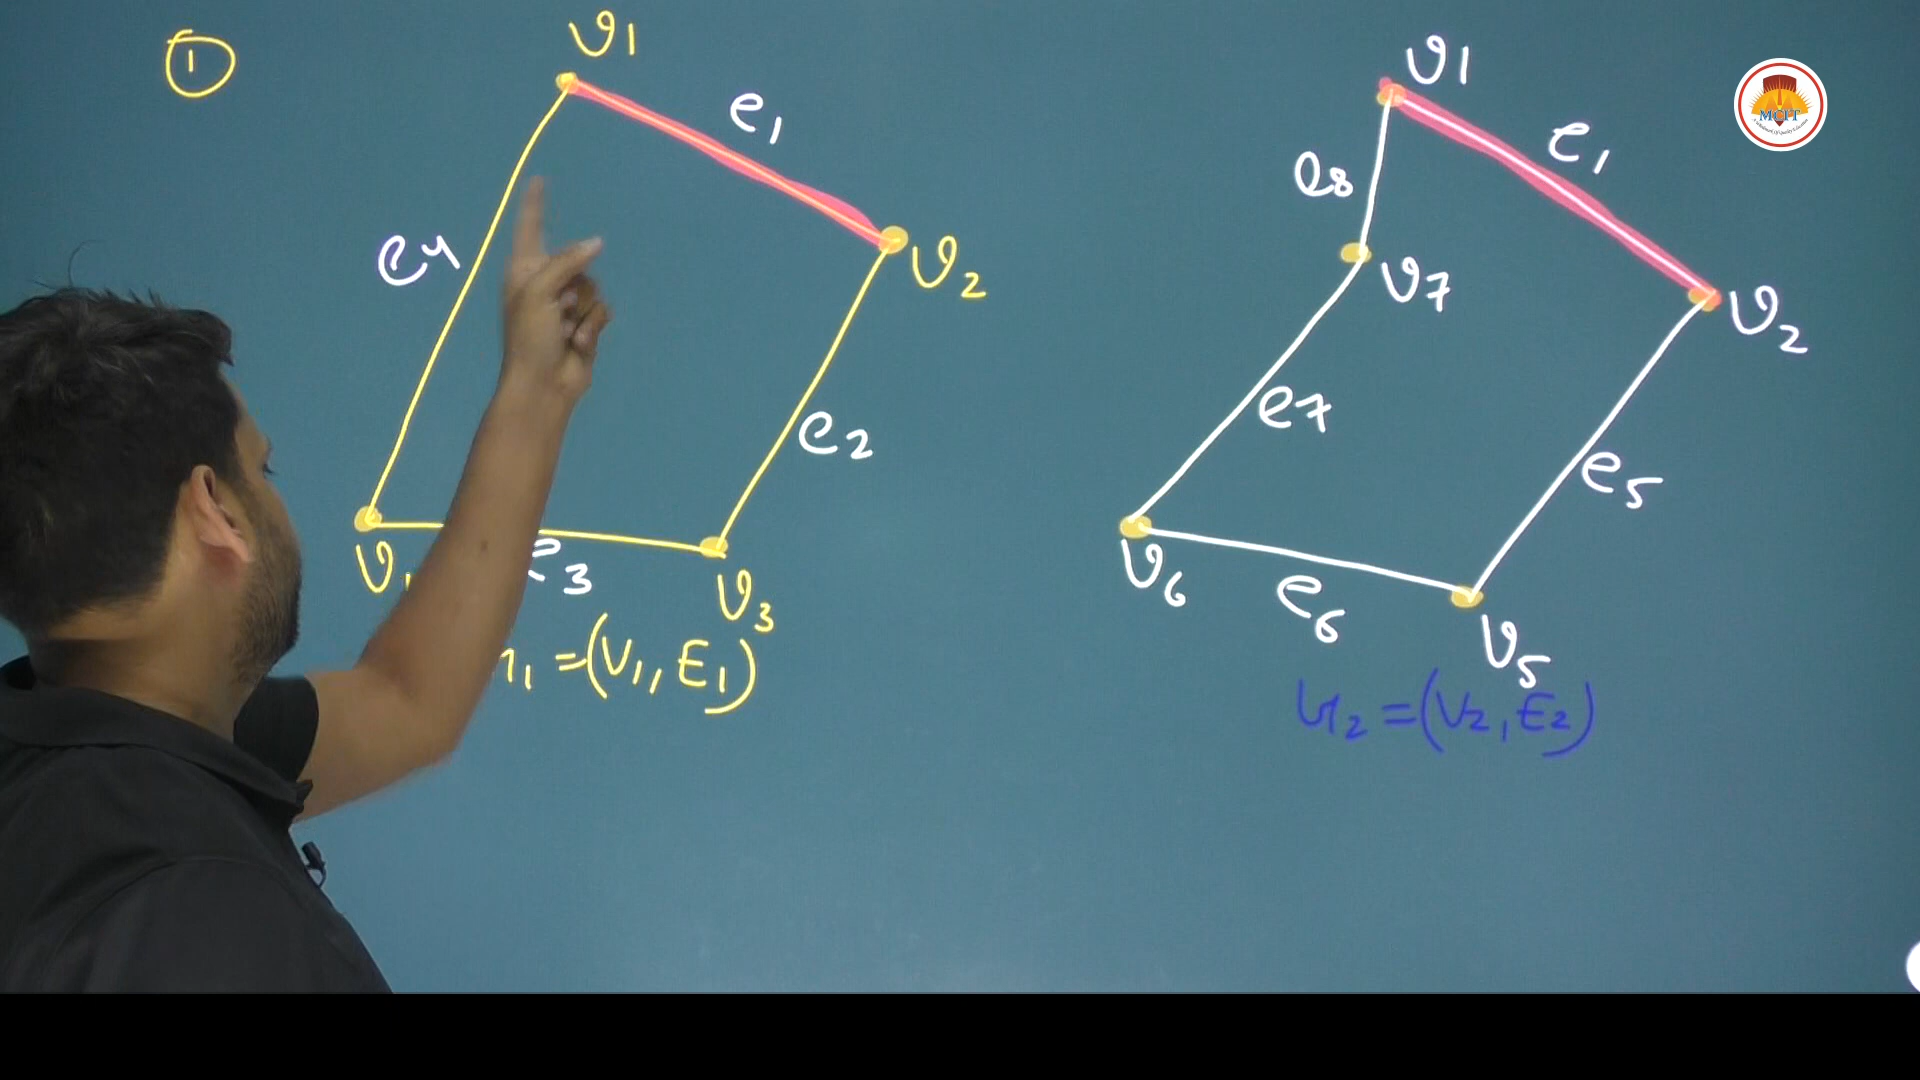 1
v1
e1
v2
e4
e2
e3
v3
=(V1, E1)
v1
e1
e8
v7
v2
e7
e5
v6
e6
v5
G2 =(V2, E2)
MCPT